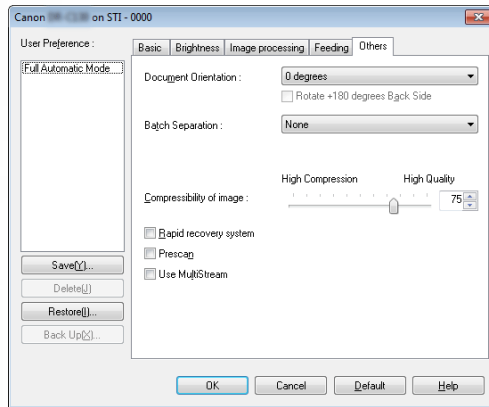 Canon on STI - 0000
User Preference :
Full Automatic Mode
Save(Y)...
Delete(J)
Restore(I)...
Back Up(X)...
Basic
Brightness
Image processing
Feeding
Others
Document Orientation :
0 degrees
Rotate +180 degrees Back Side
Batch Separation :
None
High Compression
High Quality
Compressibility of image :
75
Rapid recovery system
Prescan
Use MultiStream
OK
Cancel
Default
Help